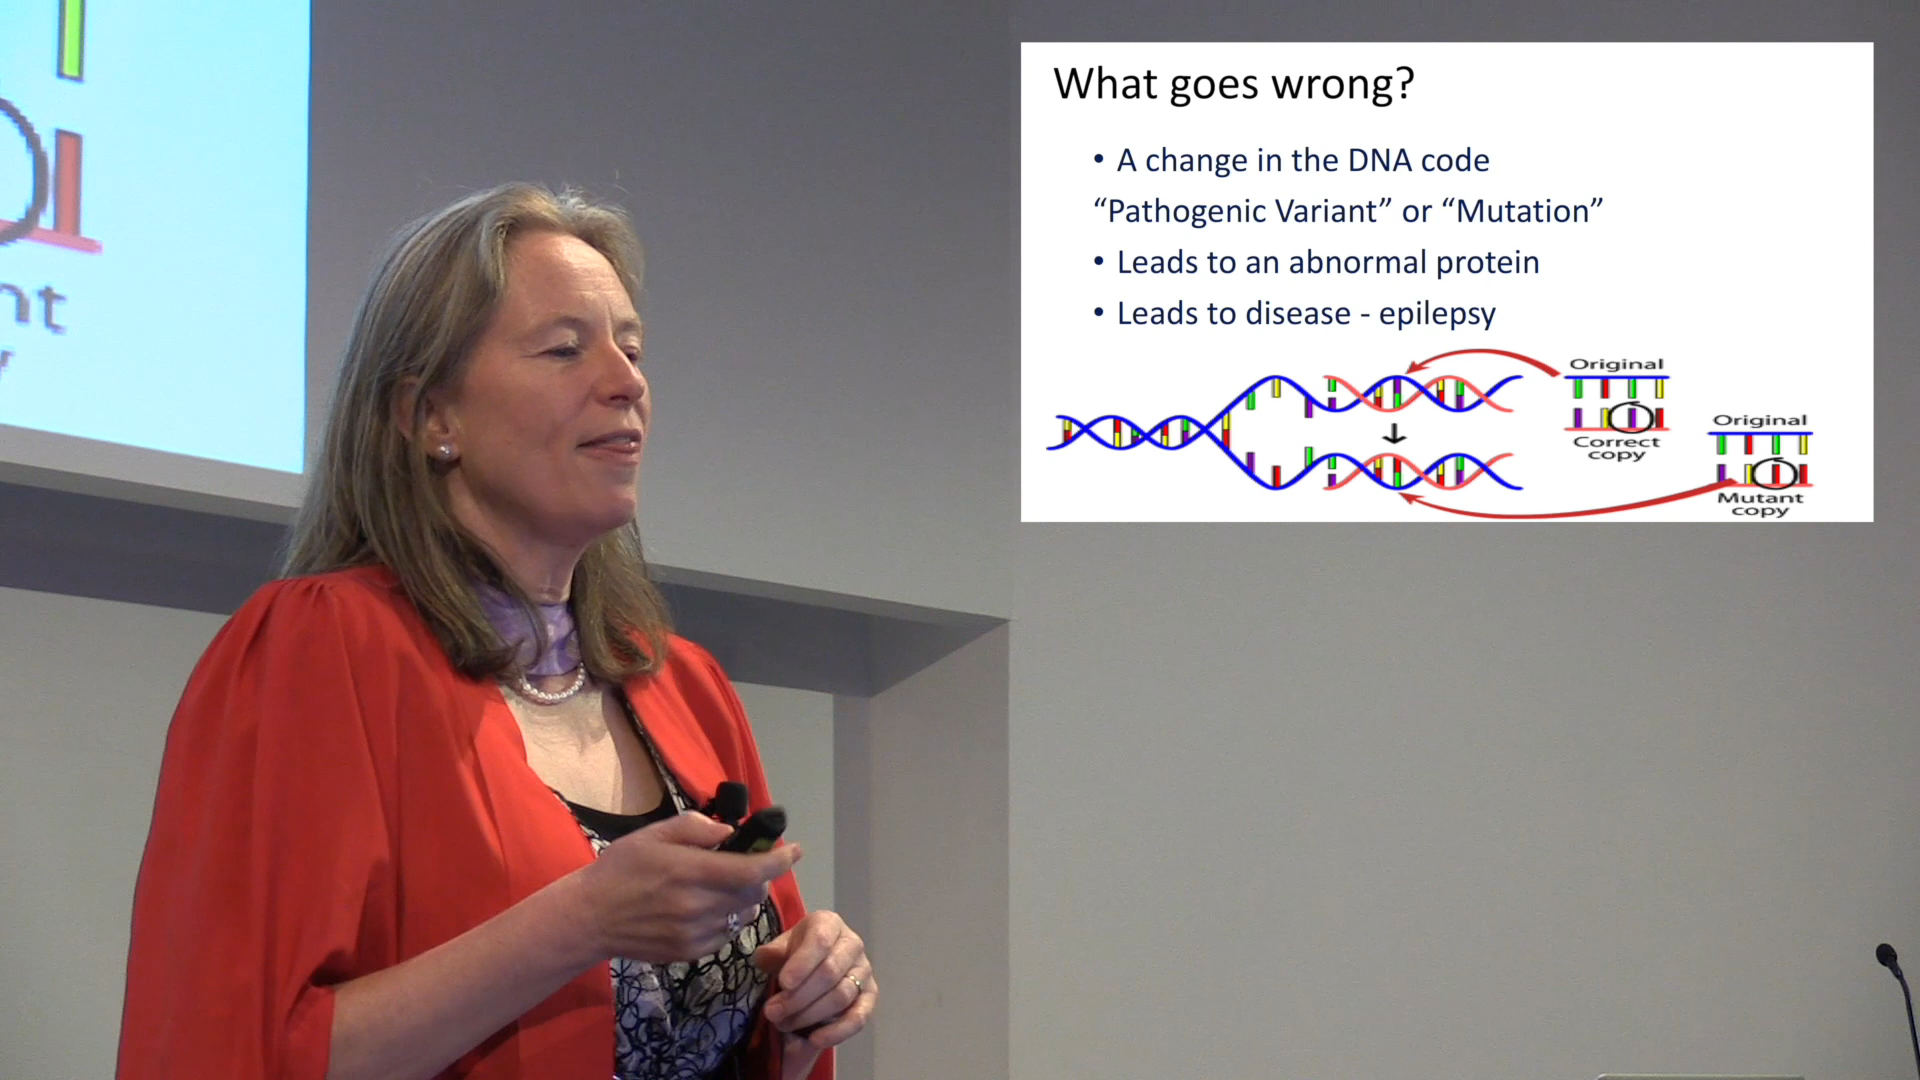 What goes wrong?
• A change in the DNA code
“Pathogenic Variant” or “Mutation”
• Leads to an abnormal protein
• Leads to disease - epilepsy
Original
Correct
copy
Original
Mutant
copy
nt
y